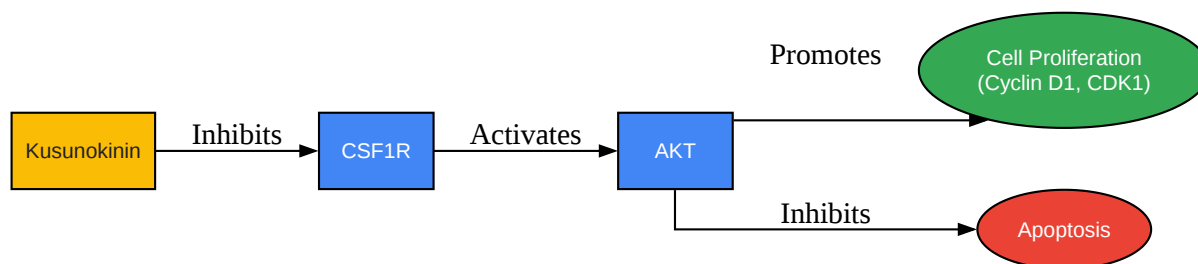 Kusunokinin
Inhibits
CSF1R
Activates
AKT
Promotes
Cell Proliferation
(Cyclin D1, CDK1)
Inhibits
Apoptosis